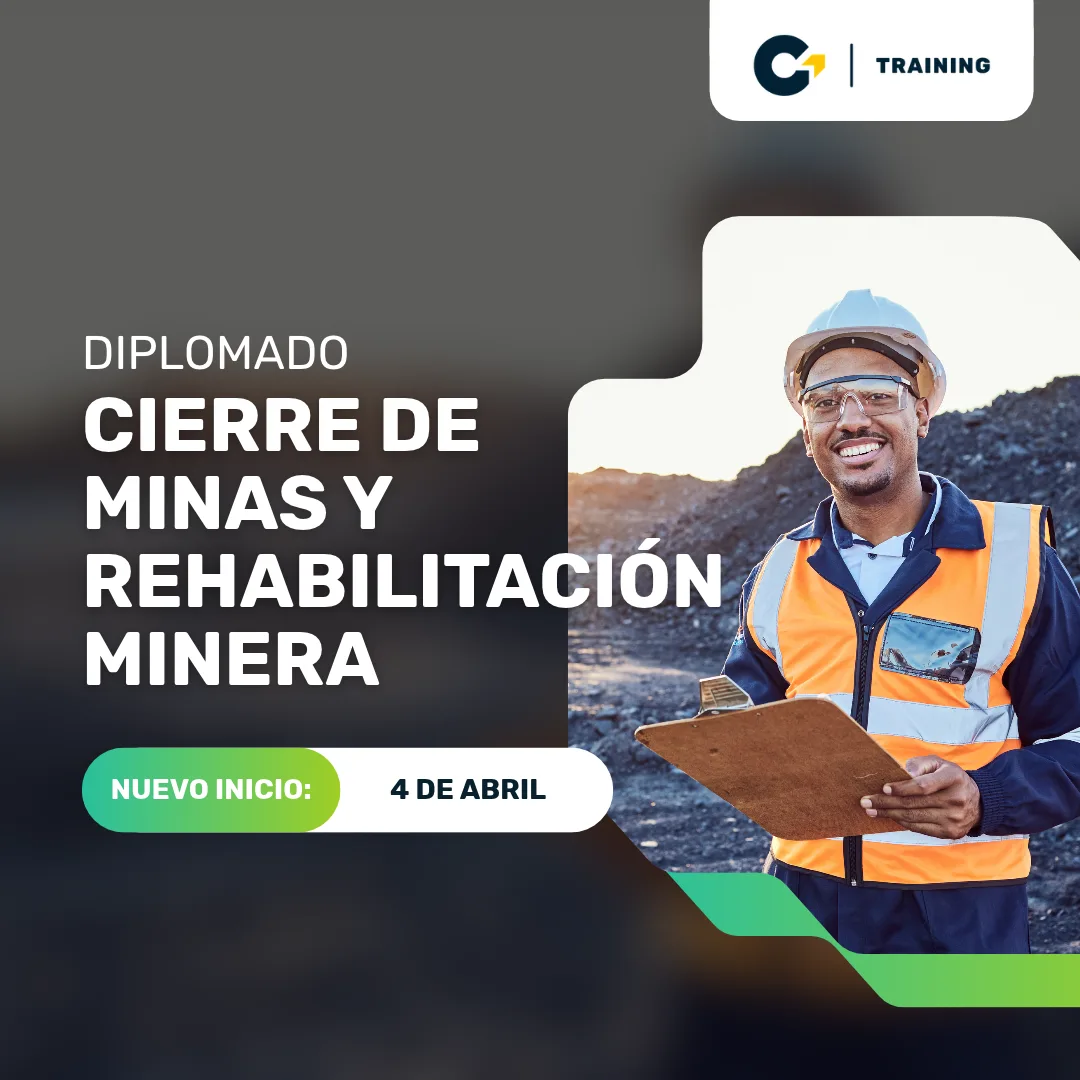 TRAINING
DIPLOMADO
CIERRE DE
MINAS Y
REHABILITACIÓN
MINERA
NUEVO INICIO: 4 DE ABRIL